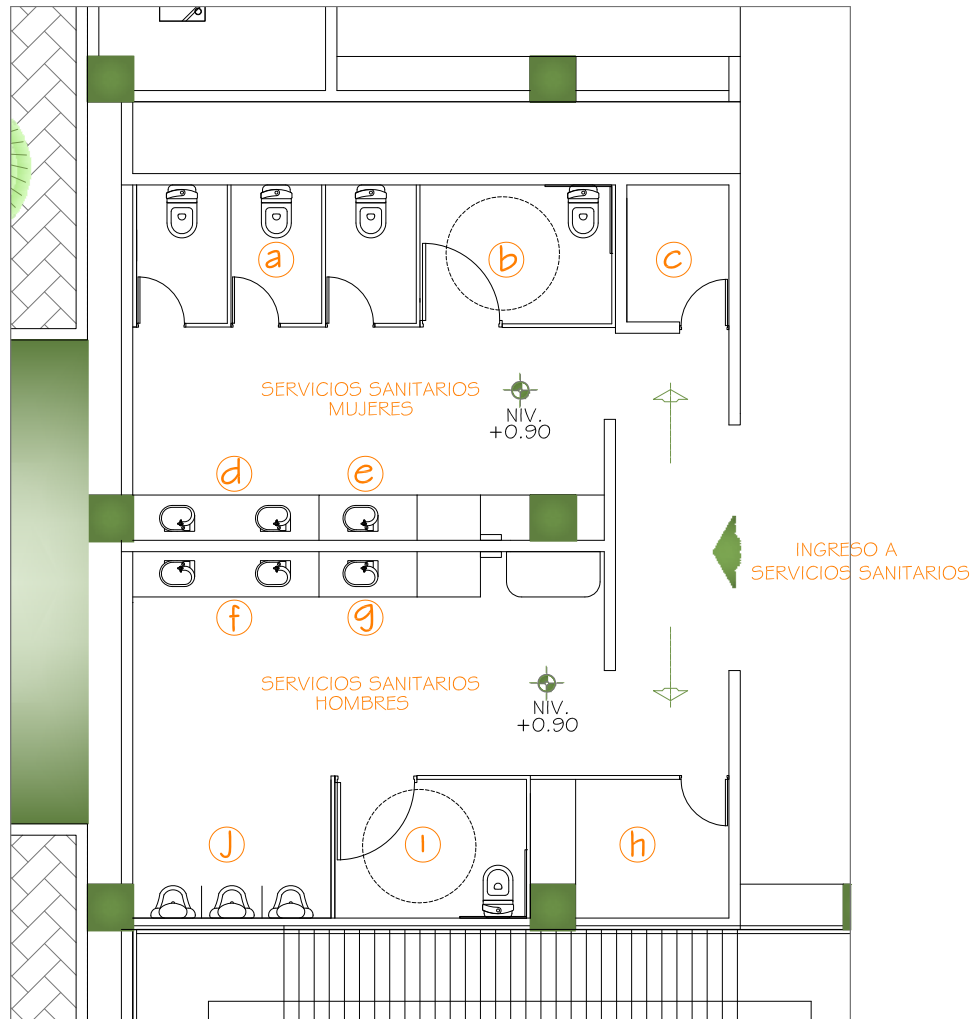 a
b
c
SERVICIOS SANITARIOS
MUJERES
NIV.
+0.90
d
e
INGRESO A
SERVICIOS SANITARIOS
f
g
SERVICIOS SANITARIOS
HOMBRES
NIV.
+0.90
J
I
h